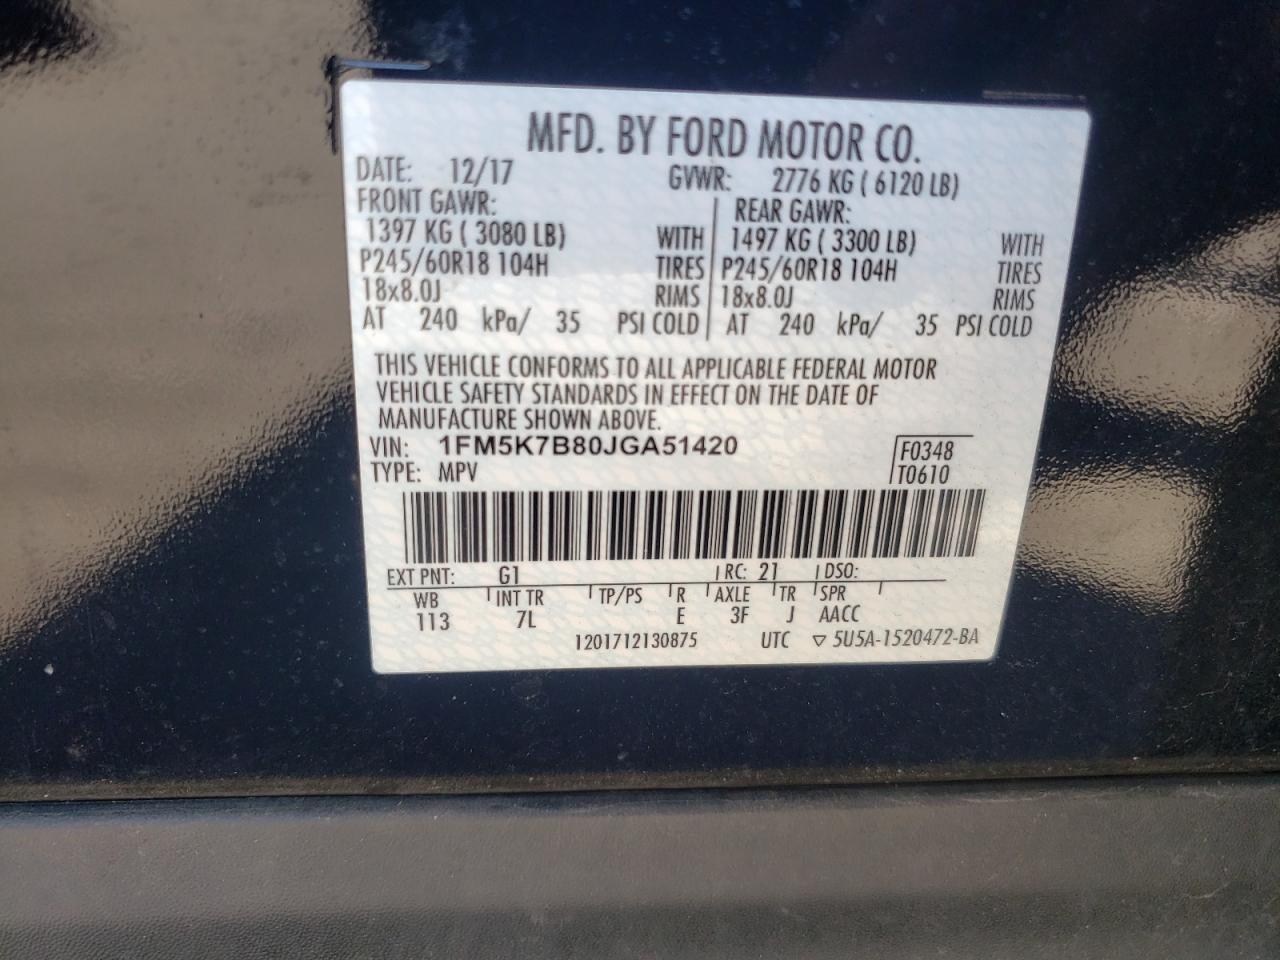 MFD. BY FORD MOTOR CO.
DATE: 12/17 GVWR: 2776 KG ( 6120 LB)
FRONT GAWR: REAR GAWR:
1397 KG ( 3080 LB) WITH 1497 KG ( 3300 LB) WITH
P245/60R18 104H TIRES P245/60R18 104H TIRES
18x8.0J RIMS 18x8.0J RIMS
AT 240 kPa/ 35 PSI COLD AT 240 kPa/ 35 PSI COLD
THIS VEHICLE CONFORMS TO ALL APPLICABLE FEDERAL MOTOR
VEHICLE SAFETY STANDARDS IN EFFECT ON THE DATE OF
MANUFACTURE SHOWN ABOVE.
VIN: 1FM5K7B80JGA51420 F0348
TYPE: MPV T0610
EXT PNT: G1 RC: 21 DSO:
WB INT TR TP/PS R AXLE TR SPR
113 7L E 3F J AACC
1201712130875 UTC ▽ 5U5A-1520472-BA